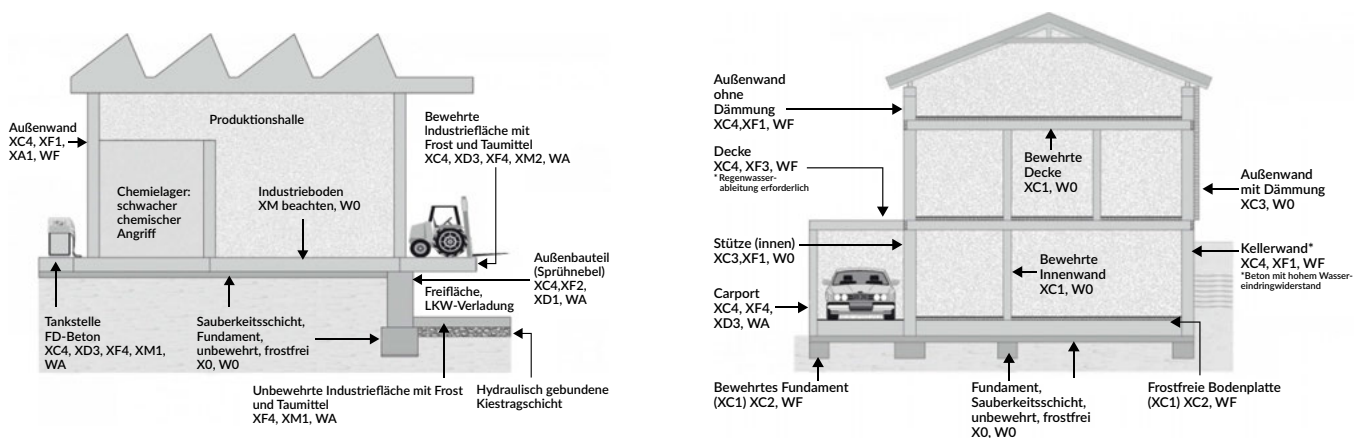 Produktionshalle
Außenwand
XC4, XF1,
XA1, WF
Chemielager:
schwacher
chemischer
Angriff
Industrieboden
XM beachten, W0
Bewehrte
Industriefläche mit
Frost und Taumittel
XC4, XD3, XF4, XM2, WA
Außenbauteil
(Sprühnebel)
XC4,XF2,
XD1, WA
Freifläche,
LKW-Verladung
Tankstelle
FD-Beton
XC4, XD3, XF4, XM1,
WA
Sauberkeitsschicht,
Fundament,
unbewehrt, frostfrei
X0, W0
Unbewehrte Industriefläche mit Frost
und Taumittel
XF4, XM1, WA
Hydraulisch gebundene
Kiestragschicht
Außenwand
ohne
Dämmung
XC4,XF1, WF
Decke
XC4, XF3, WF
* Regenwasser-
ableitung erforderlich
Bewehrte
Decke
XC1, W0
Außenwand
mit Dämmung
XC3, W0
Stütze (innen)
XC3,XF1, W0
Carport
XC4, XF4,
XD3, WA
Bewehrte
Innenwand
XC1, W0
Kellerwand*
XC4, XF1, WF
*Beton mit hohem Wasser-
eindringwiderstand
Bewehrtes Fundament
(XC1) XC2, WF
Fundament,
Sauberkeitsschicht,
unbewehrt, frostfrei
X0, W0
Frostfreie Bodenplatte
(XC1) XC2, WF